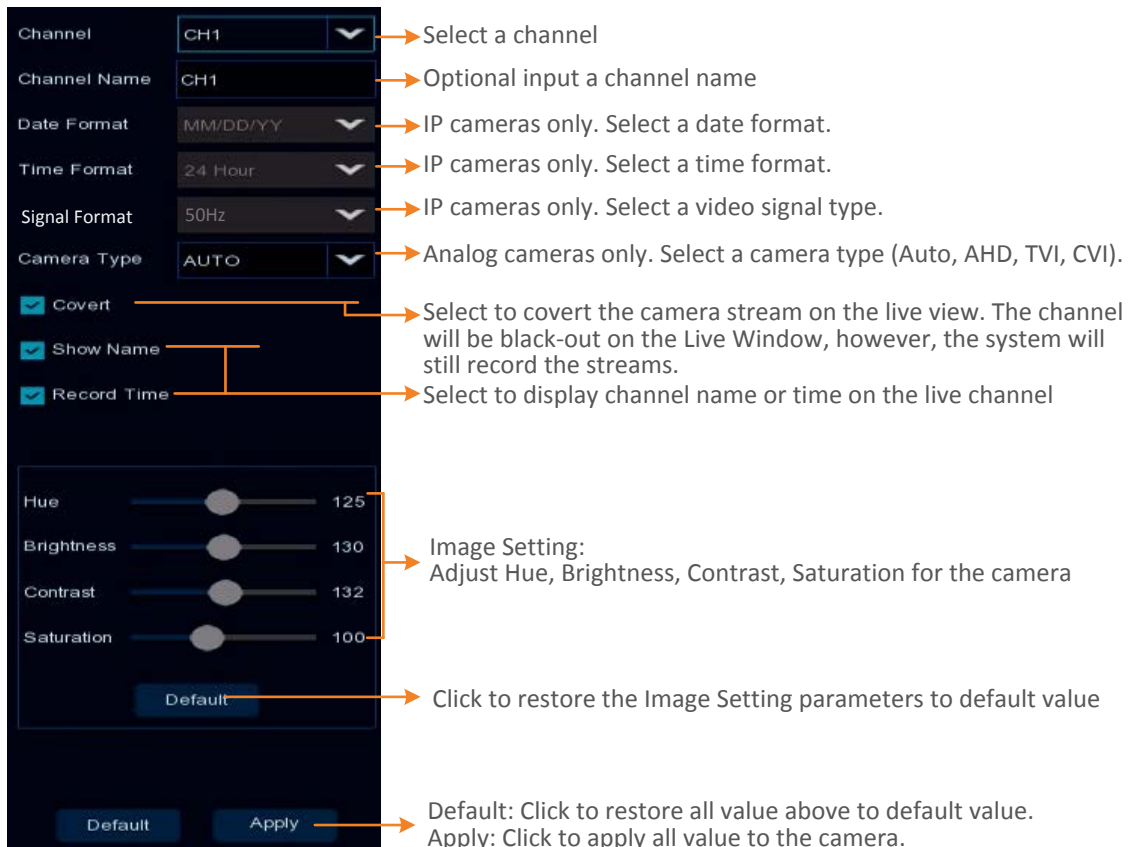 Channel CH1 Select a channel
Channel Name CH1 Optional input a channel name
Date Format MM/DD/YY IP cameras only. Select a date format.
Time Format 24 Hour IP cameras only. Select a time format.
Signal Format 50Hz IP cameras only. Select a video signal type.
Camera Type AUTO Analog cameras only. Select a camera type (Auto, AHD, TVI, CVI).
Covert
Select to covert the camera stream on the live view. The channel
will be black-out on the Live Window, however, the system will
still record the streams.
Show Name
Record Time
Select to display channel name or time on the live channel
Hue 125
Brightness 130
Contrast 132
Saturation 100
Image Setting:
Adjust Hue, Brightness, Contrast, Saturation for the camera
Default Click to restore the Image Setting parameters to default value
Default Apply
Default: Click to restore all value above to default value.
Apply: Click to apply all value to the camera.